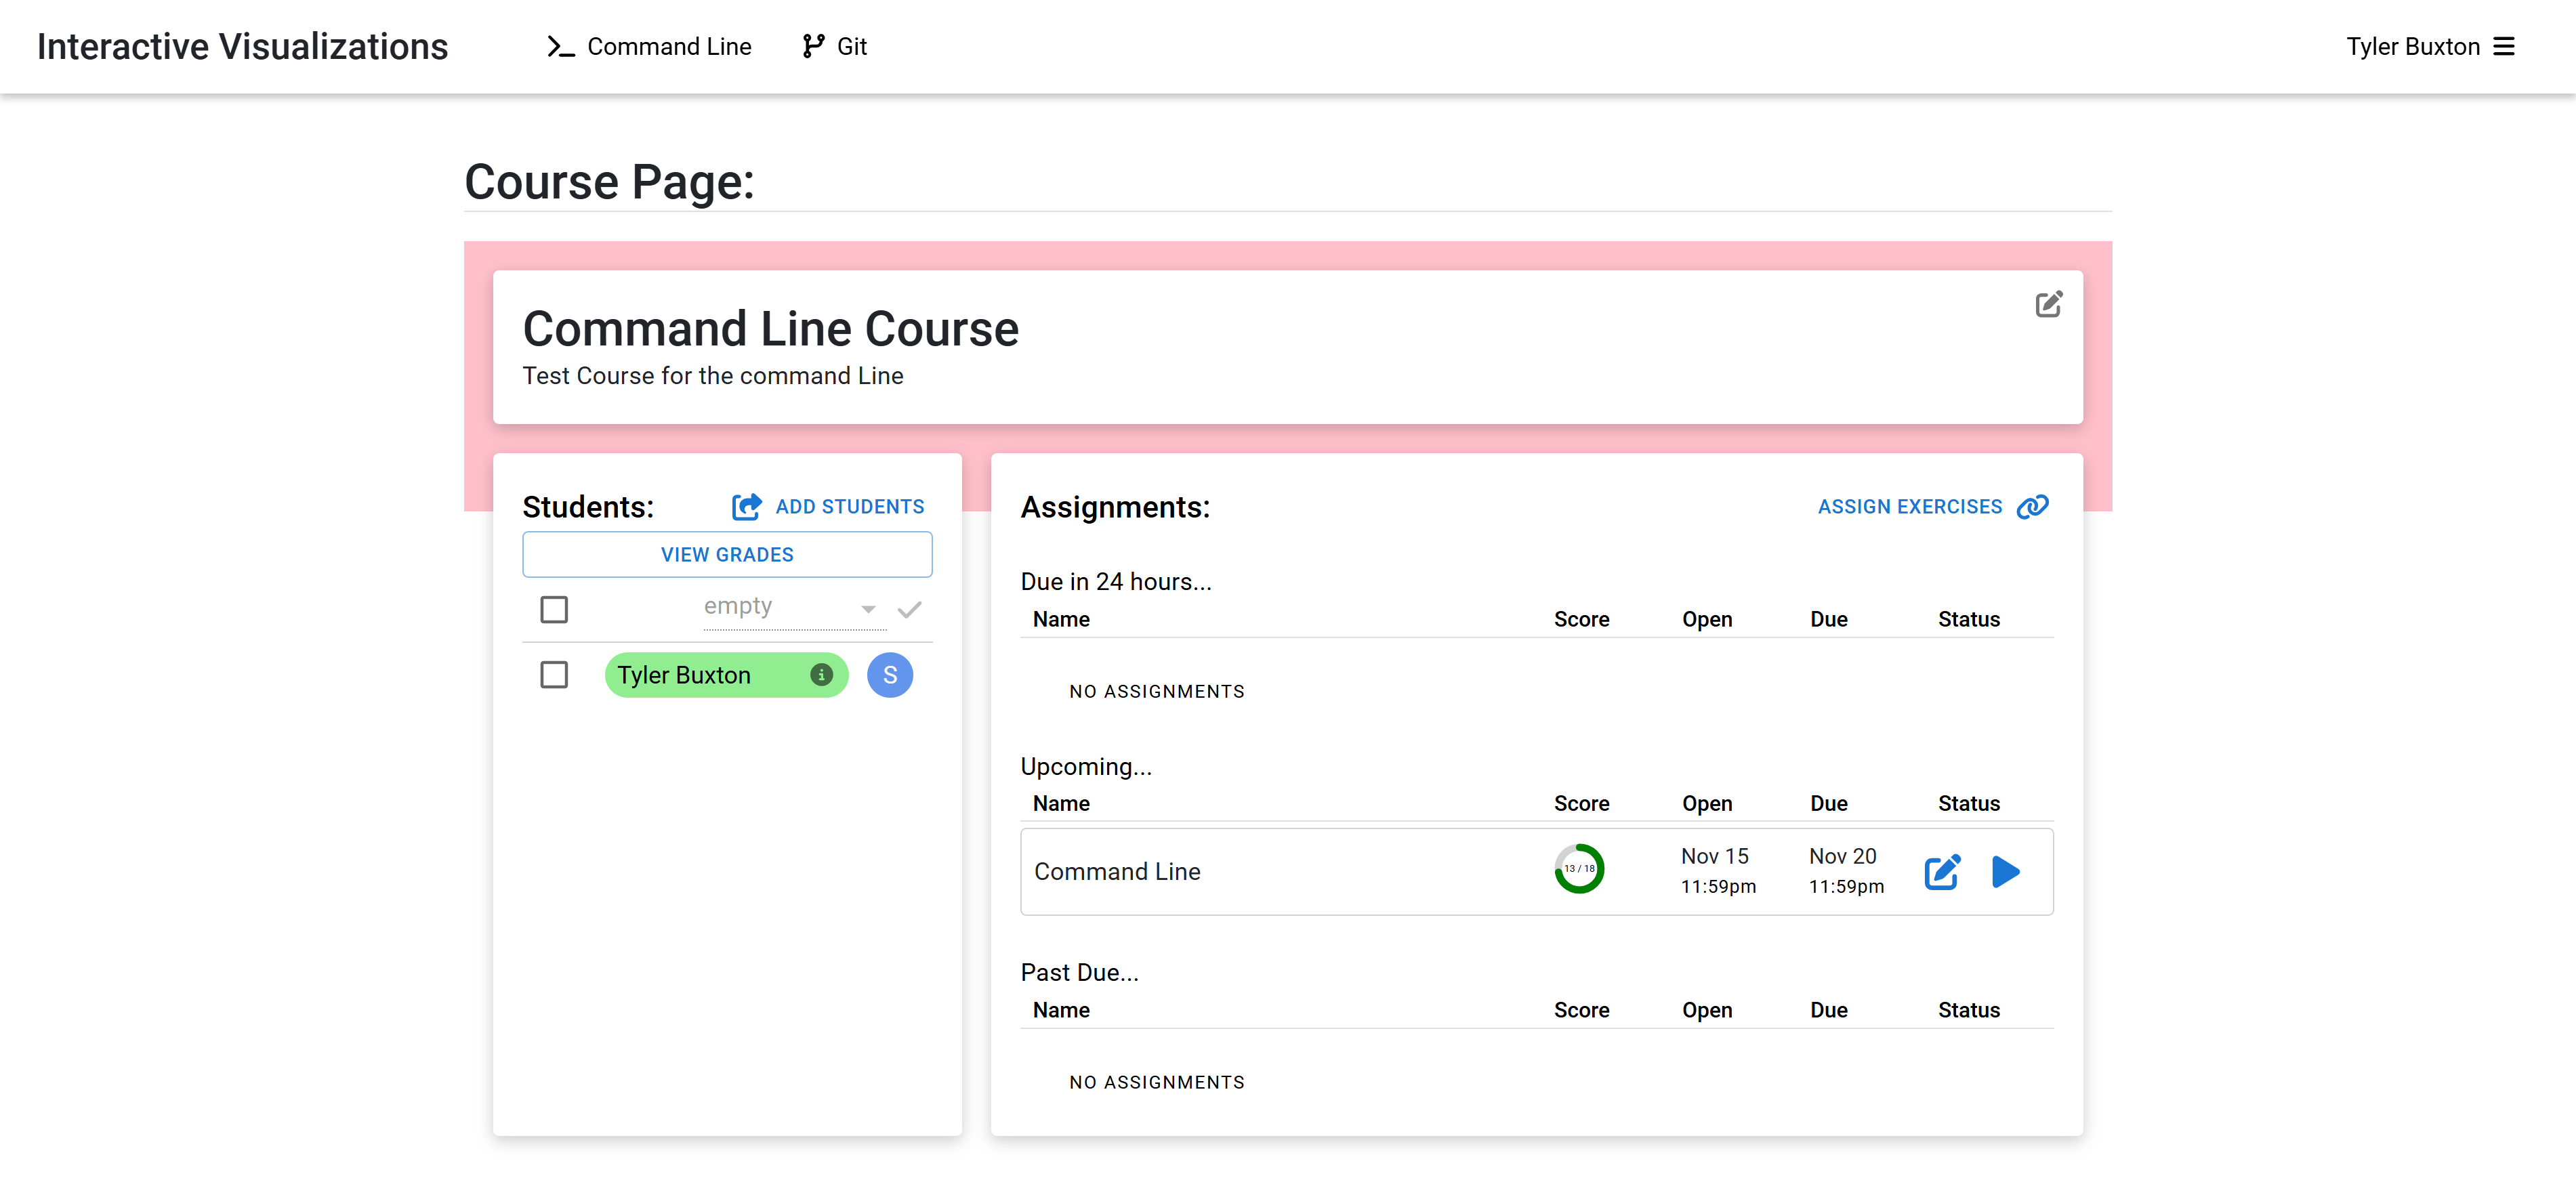 Interactive Visualizations Command Line Git Tyler Buxton
Course Page:
Command Line Course
Test Course for the command Line
Students: ADD STUDENTS
VIEW GRADES
empty
Tyler Buxton S
Assignments: ASSIGN EXERCISES
Due in 24 hours...
Name Score Open Due Status
NO ASSIGNMENTS
Upcoming...
Name Score Open Due Status
Command Line 13 / 18 Nov 15 Nov 20
11:59pm 11:59pm
Past Due...
Name Score Open Due Status
NO ASSIGNMENTS